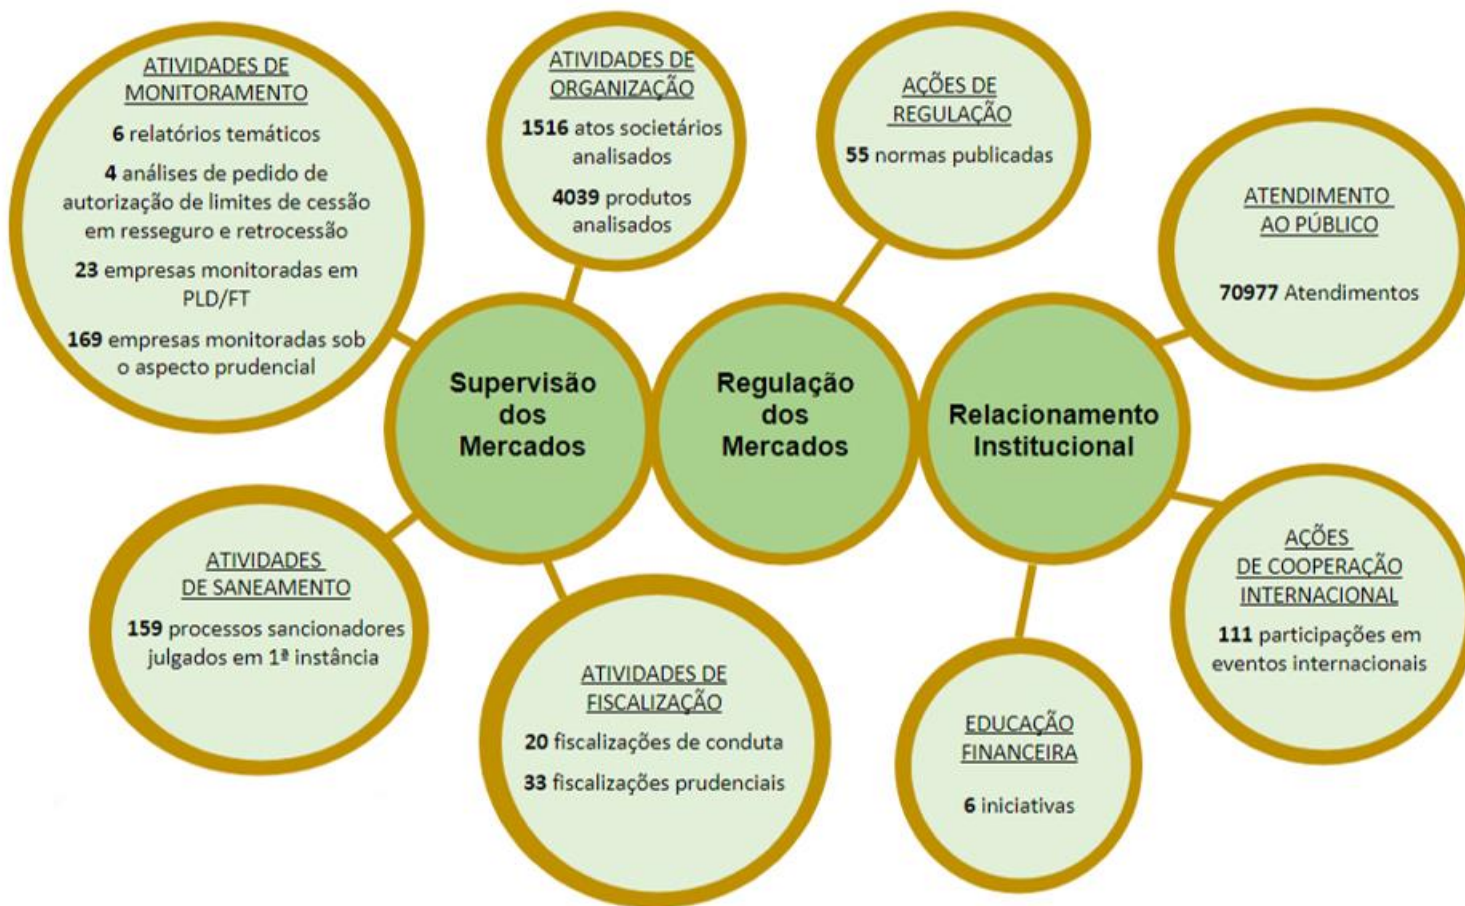 ATIVIDADES DE
MONITORAMENTO
6 relatórios temáticos
4 análises de pedido de
autorização de limites de cessão
em resseguro e retrocessão
23 empresas monitoradas em
PLD/FT
169 empresas monitoradas sob
o aspecto prudencial
ATIVIDADES DE
ORGANIZAÇÃO
1516 atos societários
analisados
4039 produtos
analisados
AÇÕES DE
REGULAÇÃO
55 normas publicadas
ATENDIMENTO
AO PÚBLICO
70977 Atendimentos
Supervisão
dos
Mercados
Regulação
dos
Mercados
Relacionamento
Institucional
ATIVIDADES
DE SANEAMENTO
159 processos sancionadores
julgados em 1ª instância
ATIVIDADES DE
FISCALIZAÇÃO
20 fiscalizações de conduta
33 fiscalizações prudenciais
EDUCAÇÃO
FINANCEIRA
6 iniciativas
AÇÕES
DE COOPERAÇÃO
INTERNACIONAL
111 participações em
eventos internacionais